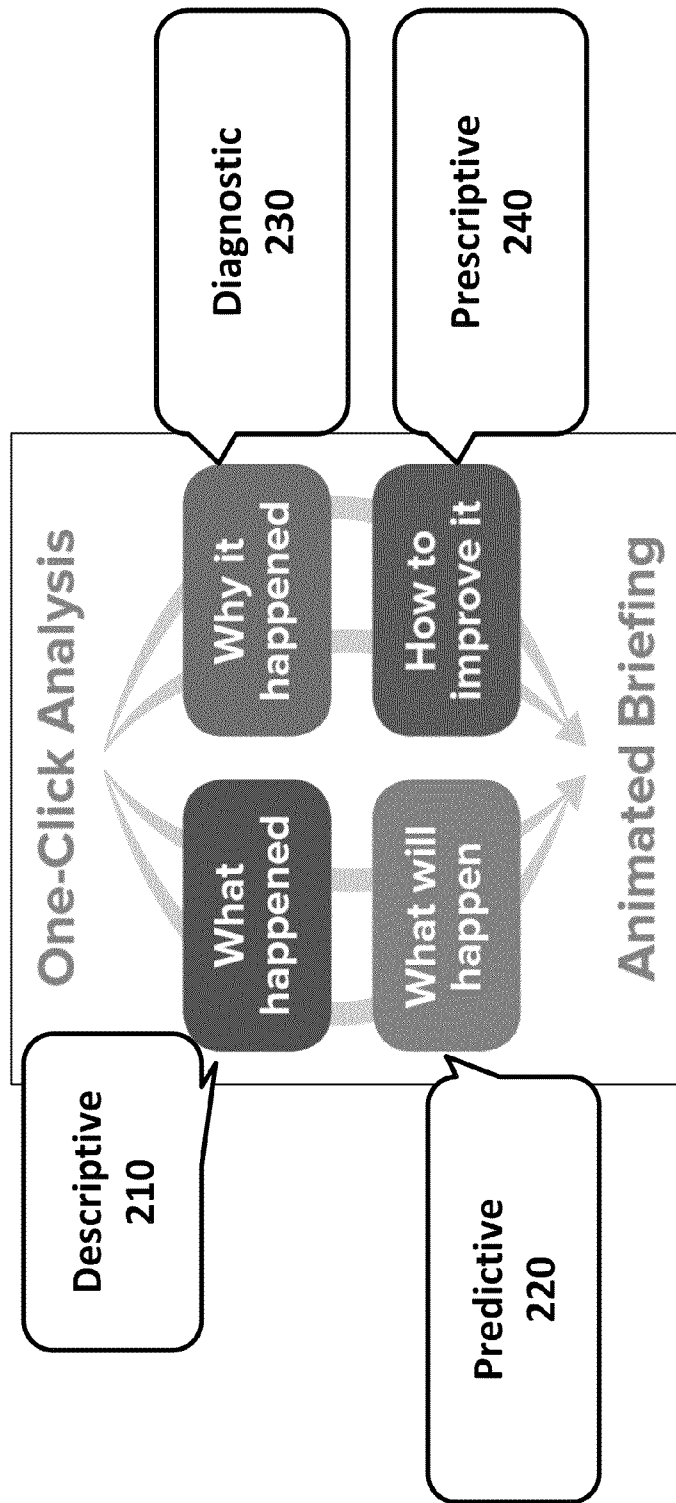 One-Click Analysis
Descriptive
210
What
happened
Why it
happened
Diagnostic
230
Predictive
220
What will
happen
How to
improve it
Prescriptive
240
Animated Briefing